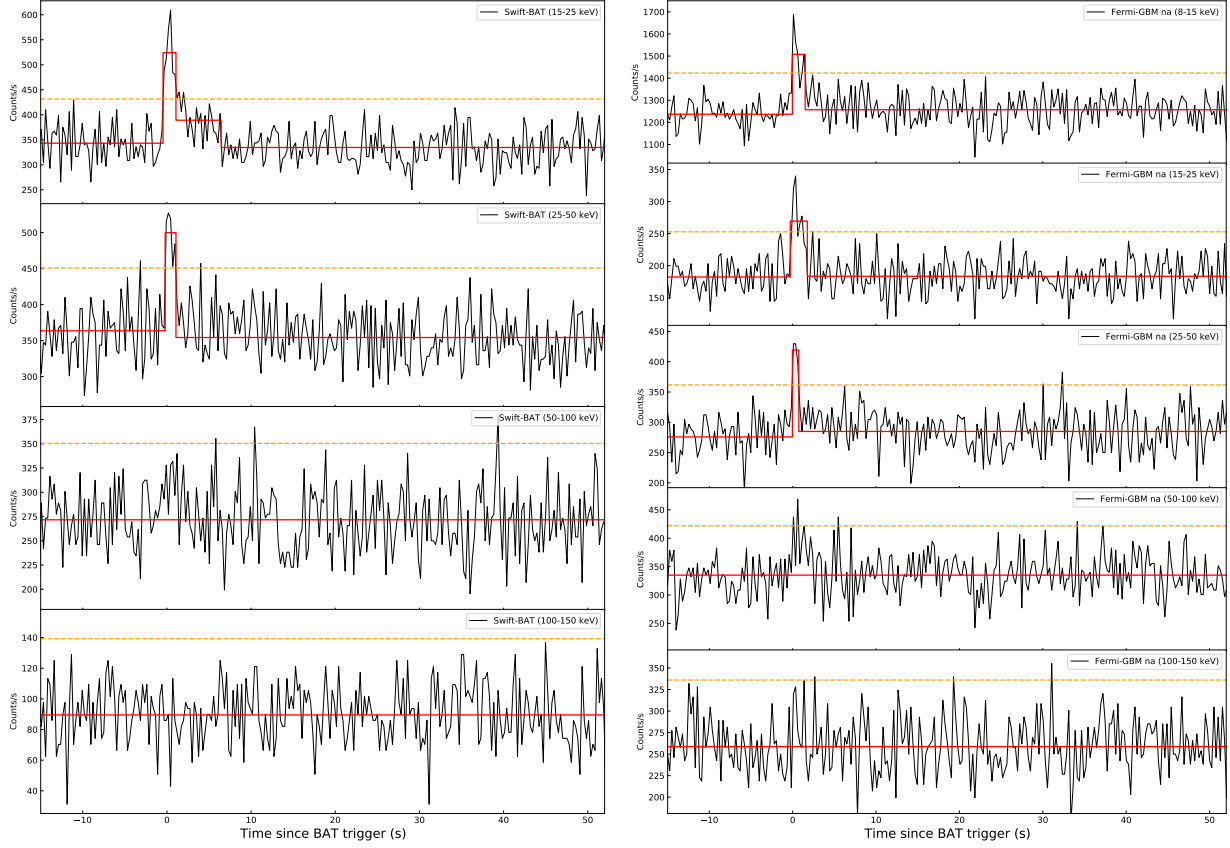 Swift-BAT (15-25 keV)
600
550
500
450
400
350
300
250
Counts/s
Swift-BAT (25-50 keV)
500
450
400
350
300
Counts/s
Swift-BAT (50-100 keV)
375
350
325
300
275
250
225
200
Counts/s
Swift-BAT (100-150 keV)
140
120
100
80
60
40
Counts/s
−10 0 10 20 30 40 50
Time since BAT trigger (s)
Fermi-GBM na (8-15 keV)
1700
1600
1500
1400
1300
1200
1100
Counts/s
Fermi-GBM na (15-25 keV)
350
300
250
200
150
Counts/s
Fermi-GBM na (25-50 keV)
450
400
350
300
250
200
Counts/s
Fermi-GBM na (50-100 keV)
450
400
350
300
250
Counts/s
Fermi-GBM na (100-150 keV)
350
325
300
275
250
225
200
Counts/s
−10 0 10 20 30 40 50
Time since BAT trigger (s)